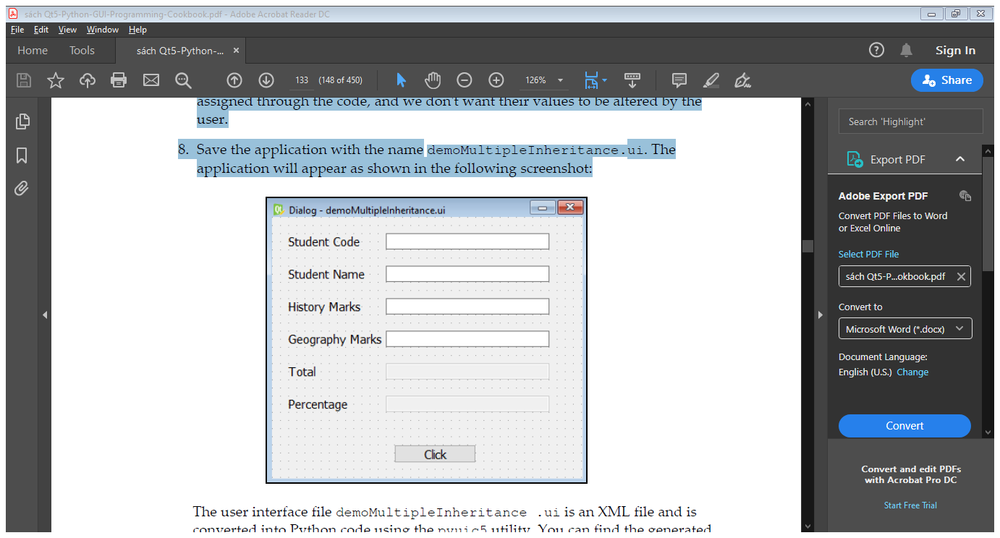 sách Qt5-Python-GUI-Programming-Cookbook.pdf - Adobe Acrobat Reader DC
File Edit View Window Help
Home Tools sách Qt5-Python-... × Sign In
133 (148 of 450) 126% Share
assigned through the code, and we don't want their values to be altered by the
user.
8. Save the application with the name demoMultipleInheritance.ui. The
application will appear as shown in the following screenshot:
Dialog - demoMultipleInheritance.ui
Student Code
Student Name
History Marks
Geography Marks
Total
Percentage
Click
The user interface file demoMultipleInheritance .ui is an XML file and is
converted into Python code using the pyuic5 utility. You can find the generated
Search 'Highlight'
Export PDF
Adobe Export PDF
Convert PDF Files to Word
or Excel Online
Select PDF File
sách Qt5-P...okbook.pdf
Convert to
Microsoft Word (*.docx)
Document Language:
English (U.S.) Change
Convert
Convert and edit PDFs
with Acrobat Pro DC
Start Free Trial